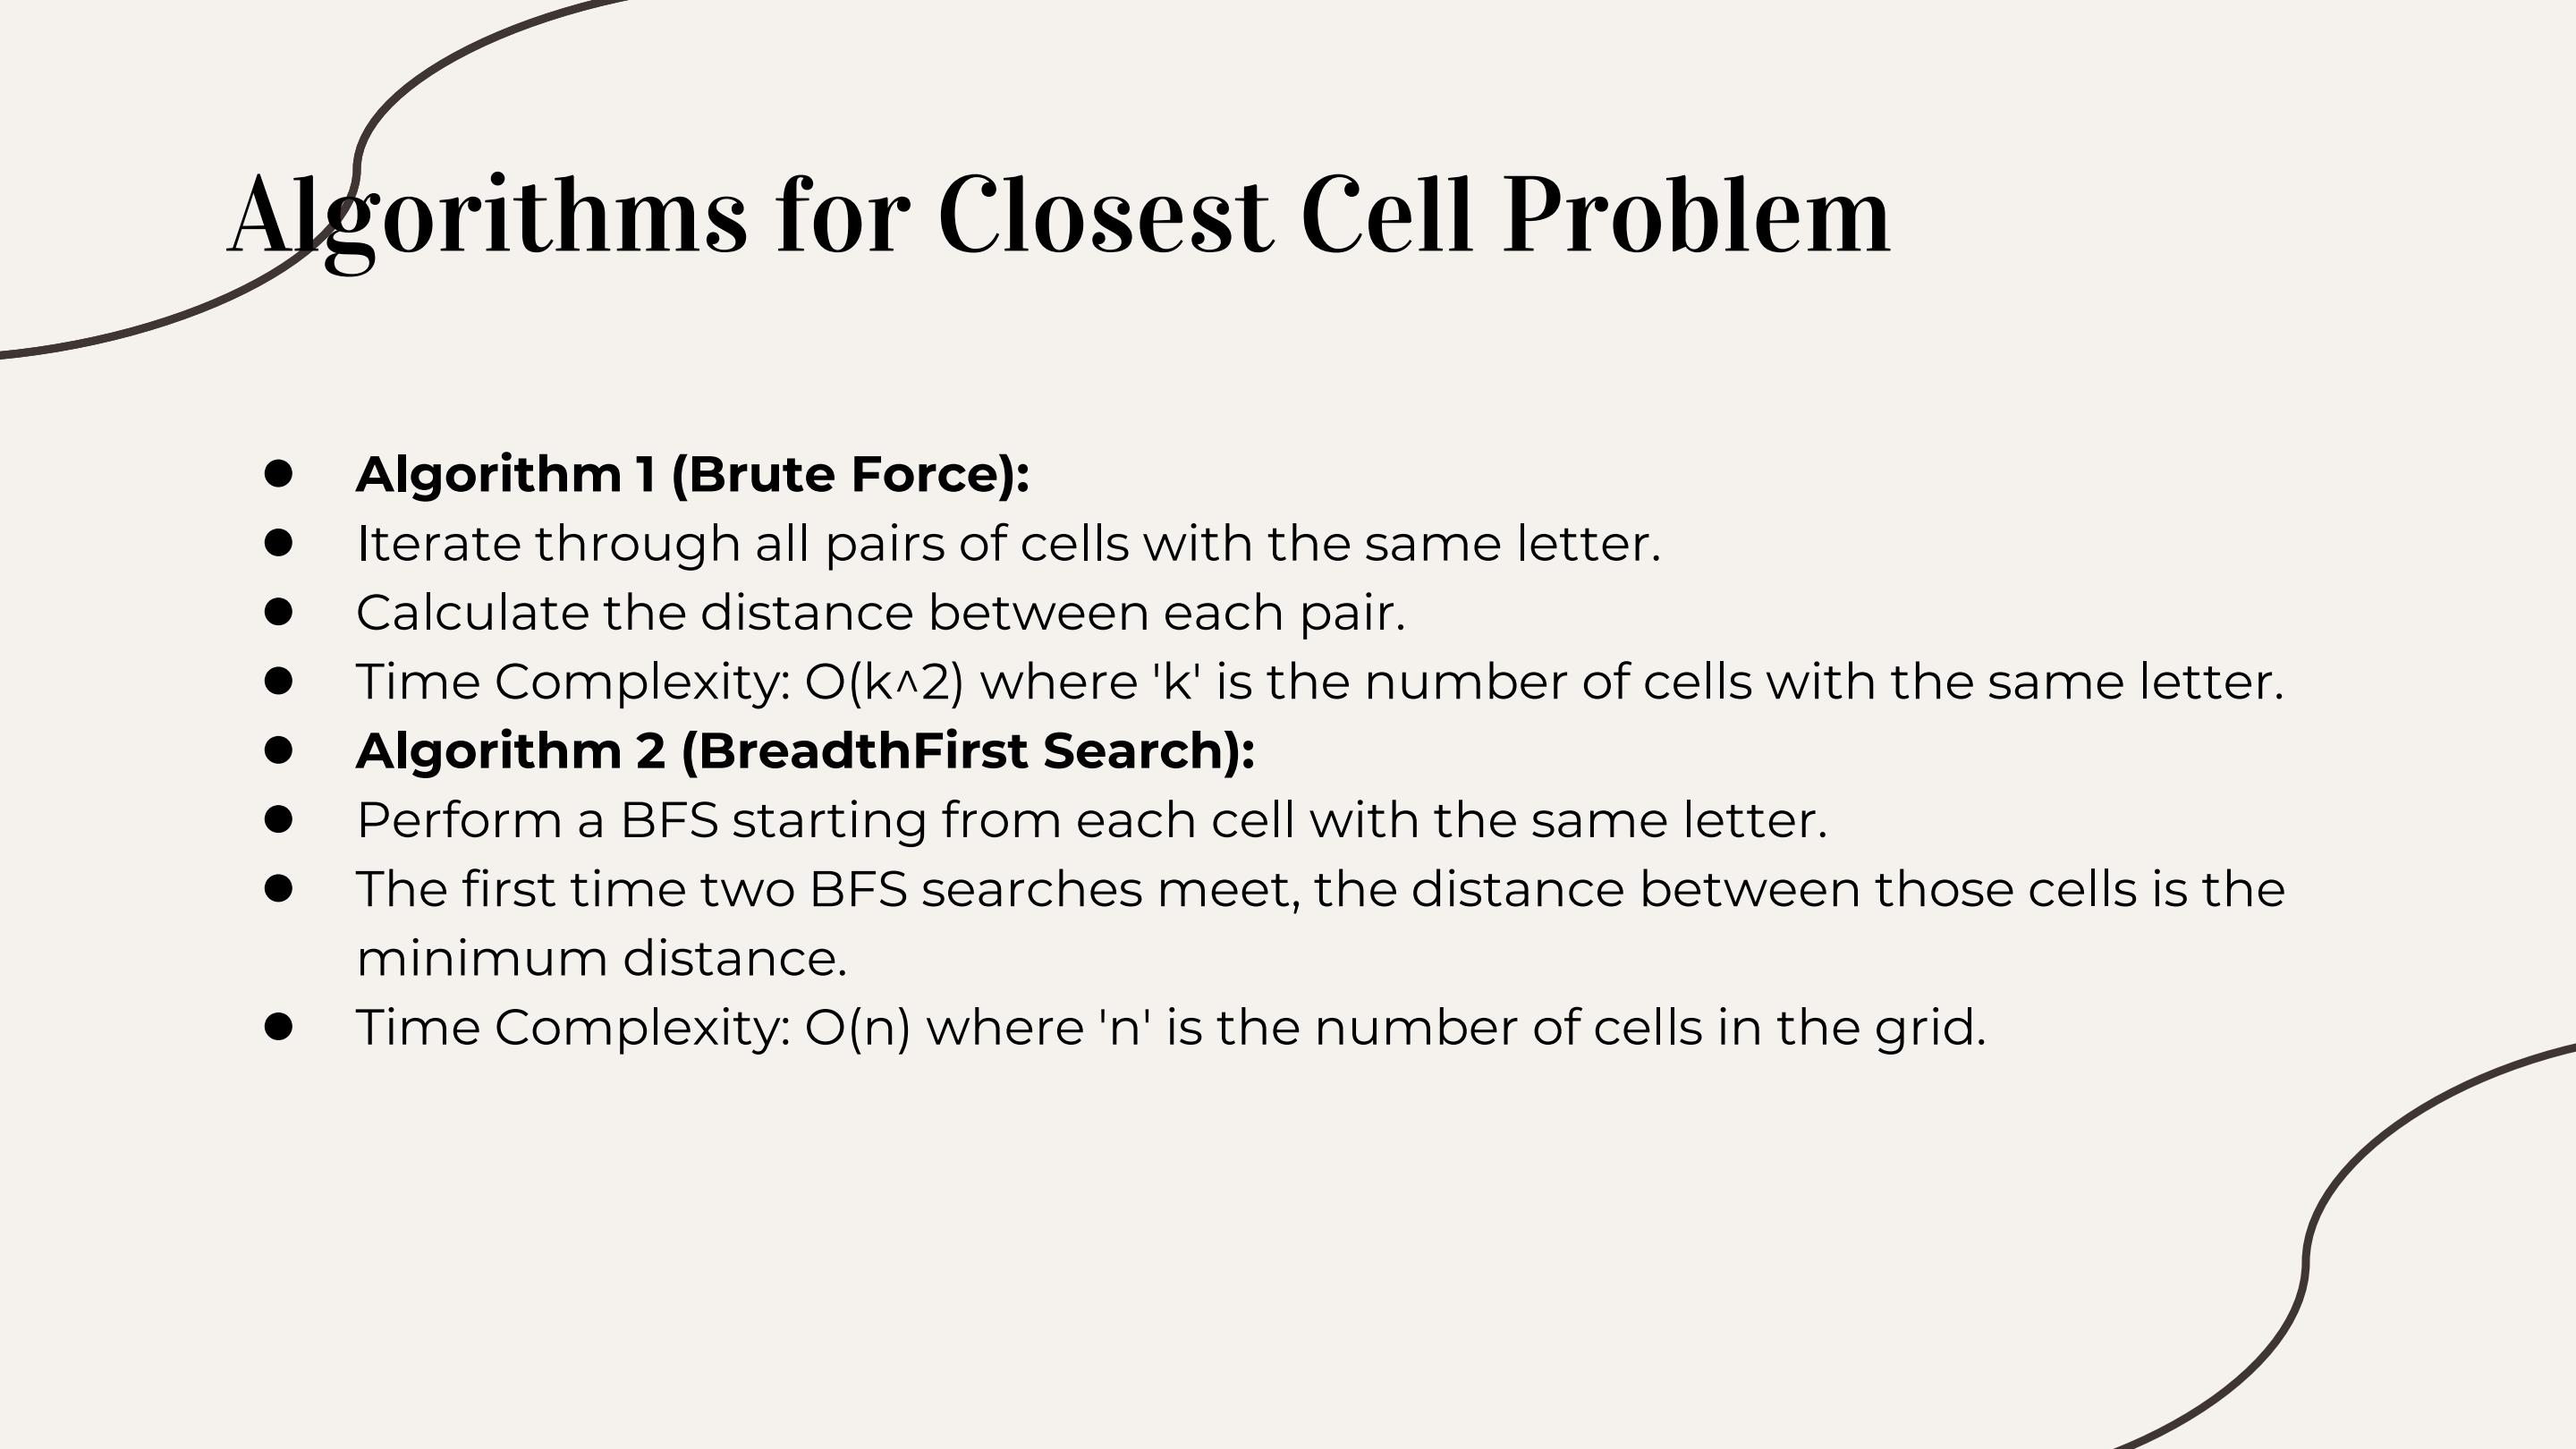 Algorithms for Closest Cell Problem
● Algorithm 1 (Brute Force):
● Iterate through all pairs of cells with the same letter.
● Calculate the distance between each pair.
● Time Complexity: O(k^2) where 'k' is the number of cells with the same letter.
● Algorithm 2 (BreadthFirst Search):
● Perform a BFS starting from each cell with the same letter.
● The first time two BFS searches meet, the distance between those cells is the
minimum distance.
● Time Complexity: O(n) where 'n' is the number of cells in the grid.